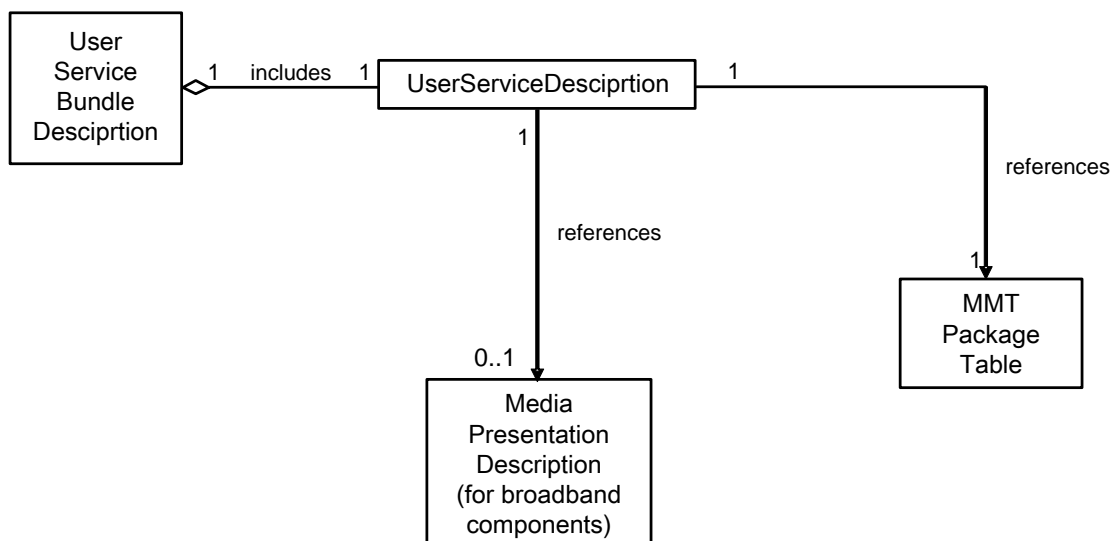 User
Service
Bundle
Desciprtion
1
includes
1
UserServiceDesciprtion
1
1
references
references
1
0..1
MMT
Package
Table
Media
Presentation
Description
(for broadband
components)